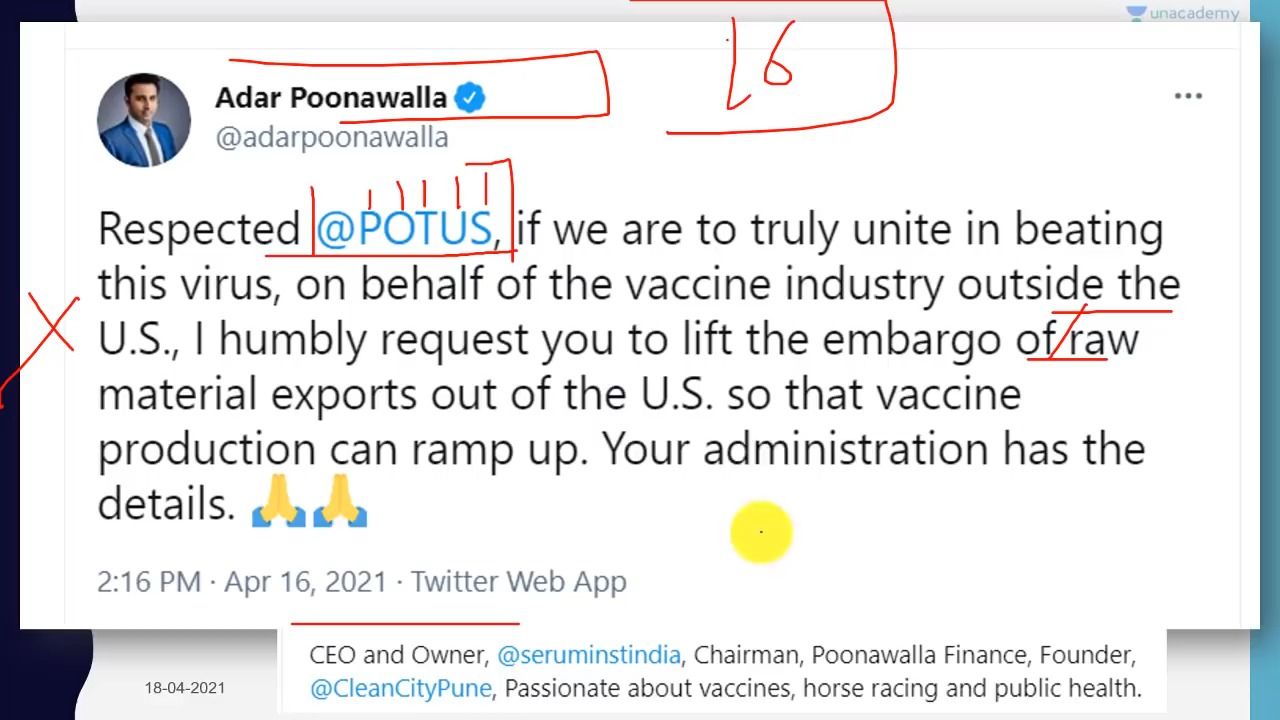 unacademy
16
Adar Poonawalla
@adarpoonawalla
Respected @POTUS, if we are to truly unite in beating
this virus, on behalf of the vaccine industry outside the
U.S., I humbly request you to lift the embargo of raw
material exports out of the U.S. so that vaccine
production can ramp up. Your administration has the
details. 🙏🙏
2:16 PM · Apr 16, 2021 · Twitter Web App
CEO and Owner, @seruminstindia, Chairman, Poonawalla Finance, Founder,
@CleanCityPune, Passionate about vaccines, horse racing and public health.
18-04-2021